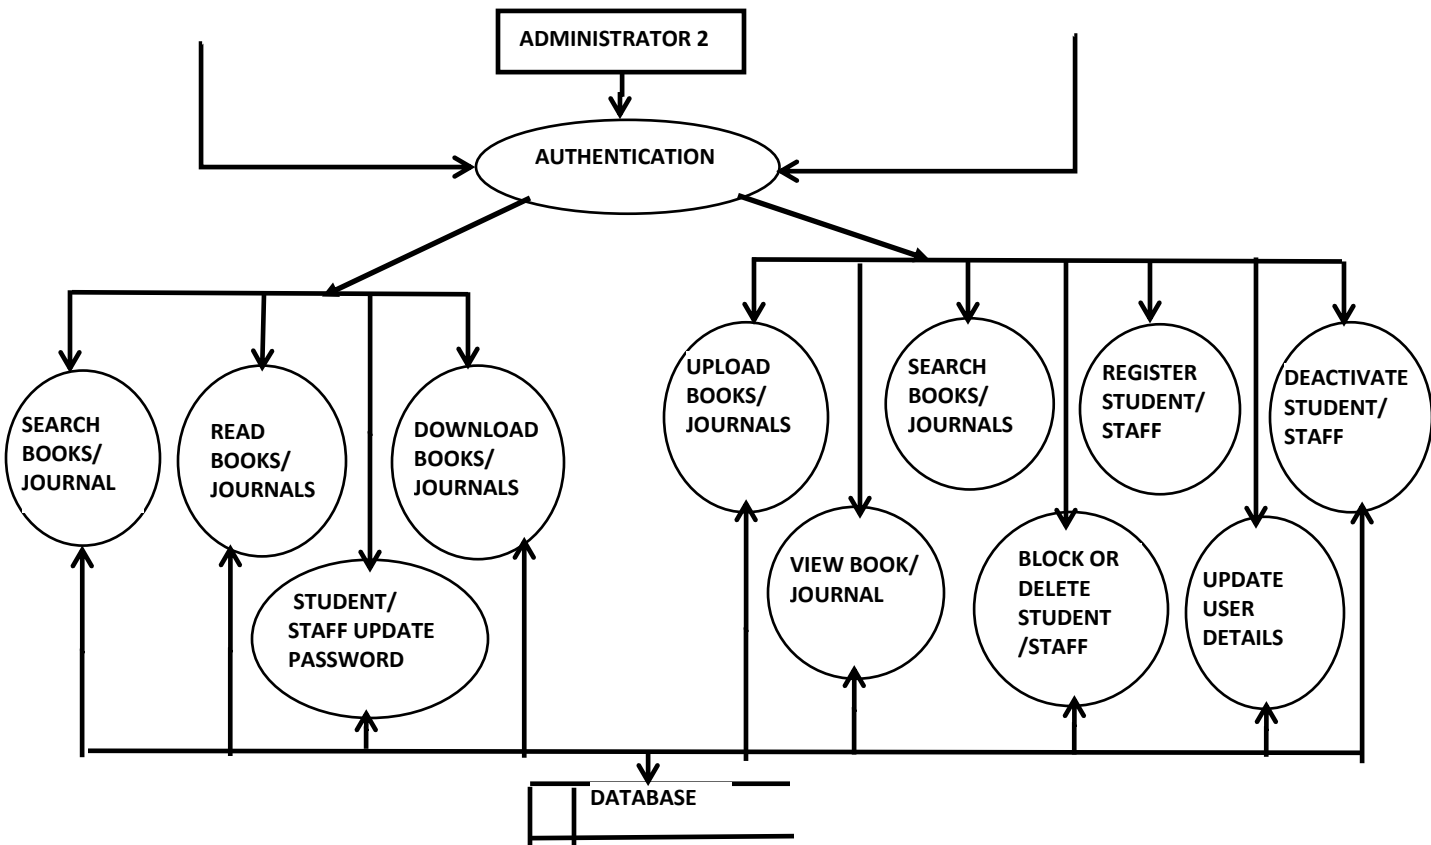 ADMINISTRATOR 2
AUTHENTICATION
SEARCH
BOOKS/
JOURNAL
READ
BOOKS/
JOURNALS
DOWNLOAD
BOOKS/
JOURNALS
STUDENT/
STAFF UPDATE
PASSWORD
UPLOAD
BOOKS/
JOURNALS
SEARCH
BOOKS/
JOURNALS
REGISTER
STUDENT/
STAFF
DEACTIVATE
STUDENT/
STAFF
VIEW BOOK/
JOURNAL
BLOCK OR
DELETE
STUDENT
/STAFF
UPDATE
USER
DETAILS
DATABASE